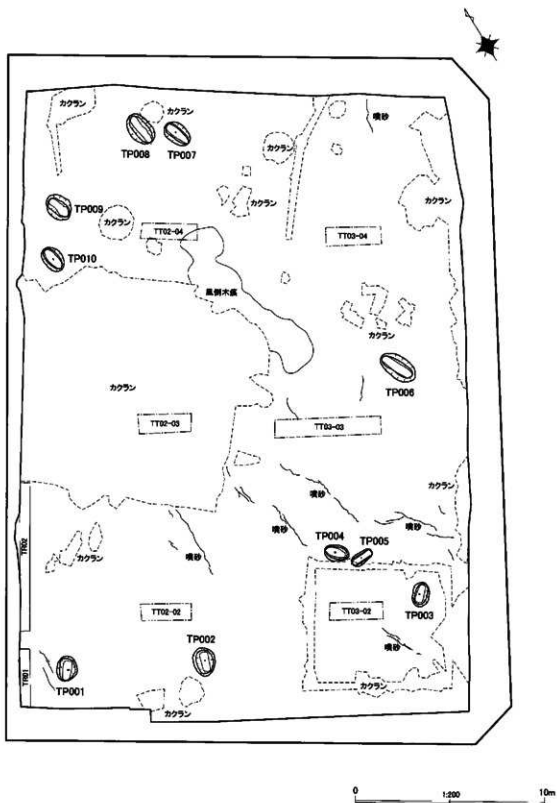 カクラン
カクラン
噴砂
TP008
TP007
TP009
カクラン
カクラン
カクラン
TT02-04
TT03-04
TP010
風倒木痕
カクラン
カクラン
TP006
TT02-03
TT03-03
カクラン
噴砂
噴砂
噴砂
噴砂
TR02
カクラン
TP004
TP005
TT02-02
TT03-02
TP003
TP002
噴砂
TR01
TP001
カクラン
カクラン
0
1:200
10m